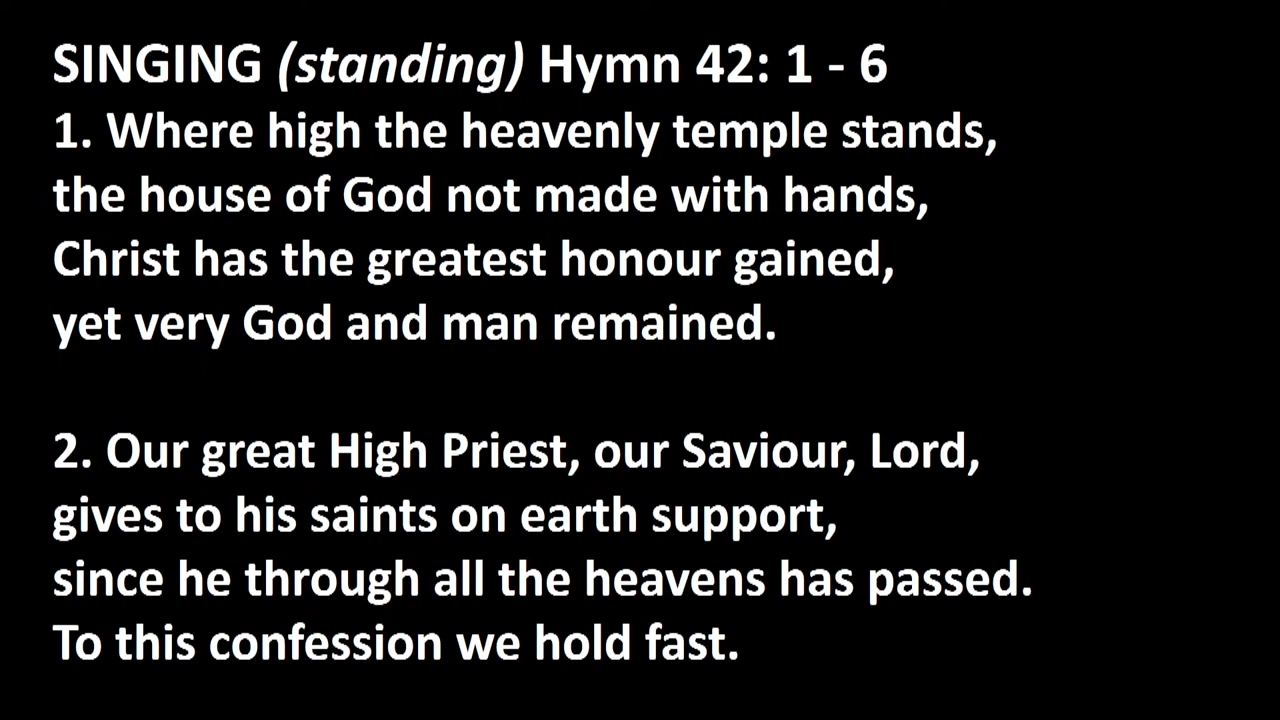 SINGING (standing) Hymn 42: 1 - 6
1. Where high the heavenly temple stands,
the house of God not made with hands,
Christ has the greatest honour gained,
yet very God and man remained.
2. Our great High Priest, our Saviour, Lord,
gives to his saints on earth support,
since he through all the heavens has passed.
To this confession we hold fast.